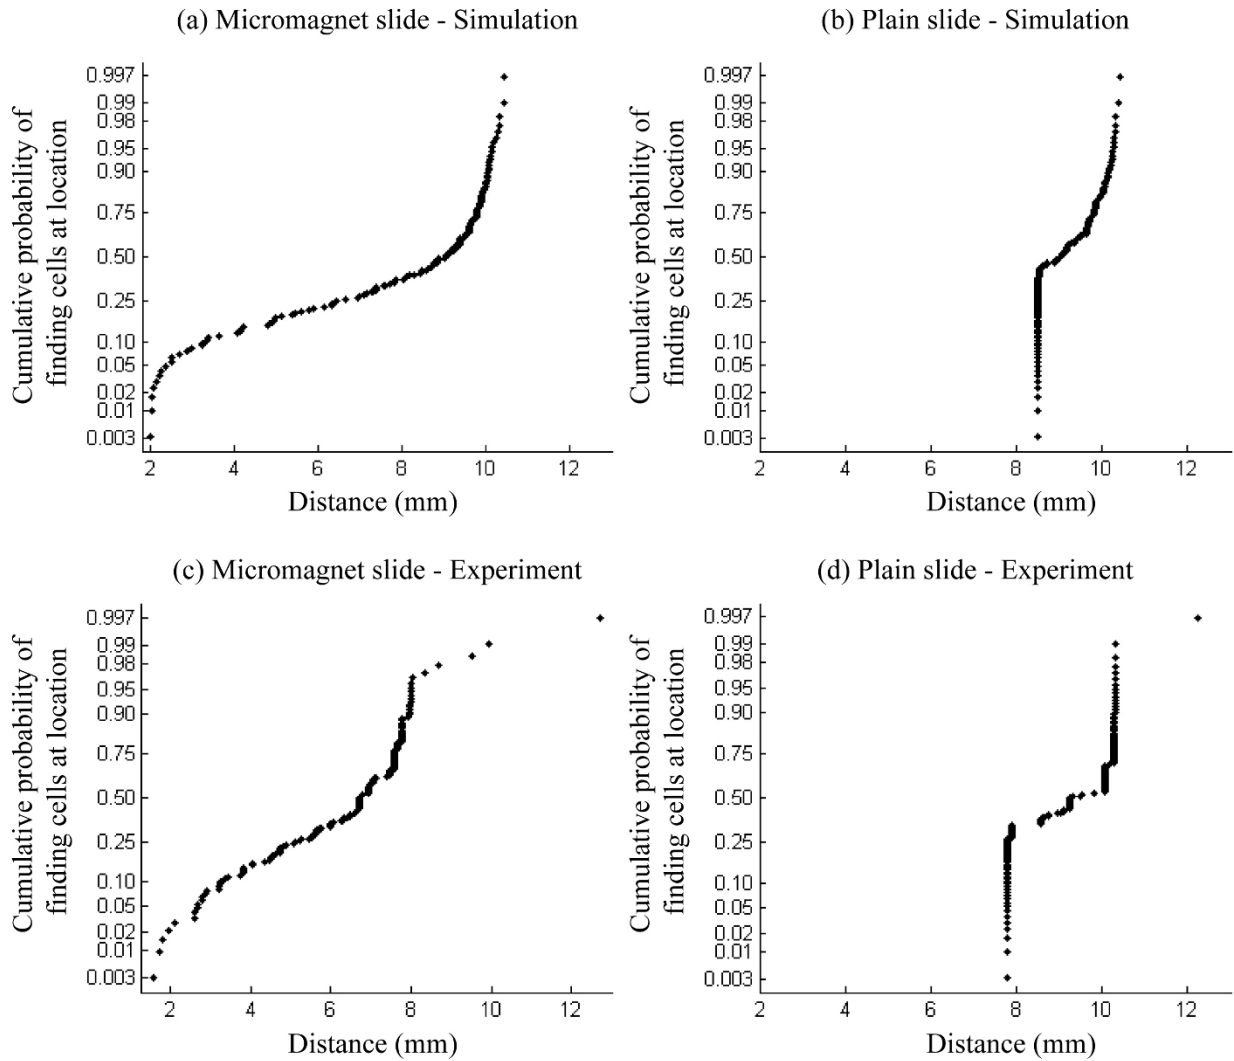 (a) Micromagnet slide - Simulation
Cumulative probability of
finding cells at location
0.997
0.99
0.98
0.95
0.90
0.75
0.50
0.25
0.10
0.05
0.02
0.01
0.003
2 4 6 8 10 12
Distance (mm)
(b) Plain slide - Simulation
Cumulative probability of
finding cells at location
0.997
0.99
0.98
0.95
0.90
0.75
0.50
0.25
0.10
0.05
0.02
0.01
0.003
2 4 6 8 10 12
Distance (mm)
(c) Micromagnet slide - Experiment
Cumulative probability of
finding cells at location
0.997
0.99
0.98
0.95
0.90
0.75
0.50
0.25
0.10
0.05
0.02
0.01
0.003
2 4 6 8 10 12
Distance (mm)
(d) Plain slide - Experiment
Cumulative probability of
finding cells at location
0.997
0.99
0.98
0.95
0.90
0.75
0.50
0.25
0.10
0.05
0.02
0.01
0.003
2 4 6 8 10 12
Distance (mm)